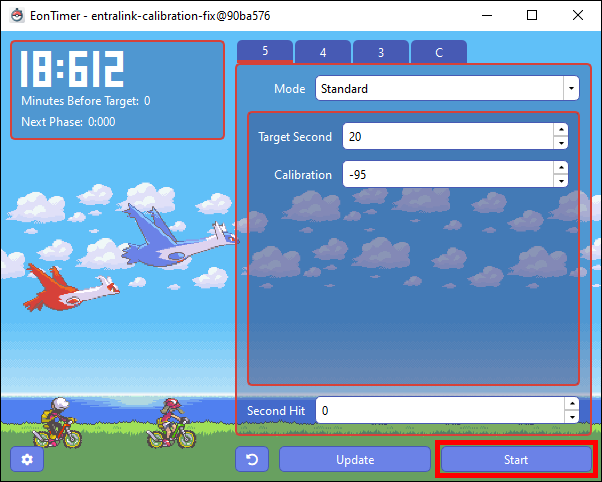 EonTimer - entralink-calibration-fix@90ba576
18:612
Minutes Before Target: 0
Next Phase: 0:000
5 4 3 C
Mode Standard
Target Second 20
Calibration -95
Second Hit 0
Update Start